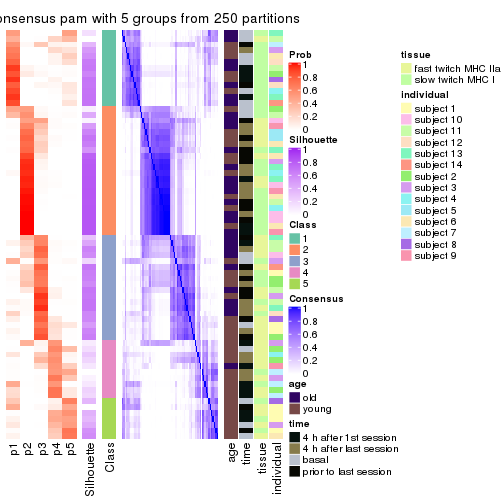 onsensus pam with 5 groups from 250 partitions
Prob
1
0.8
0.6
0.4
0.2
0
Silhouette
1
0.8
0.6
0.4
0.2
0
Class
1
2
3
4
5
Consensus
1
0.8
0.6
0.4
0.2
0
age
old
young
time
4 h after 1st session
4 h after last session
basal
prior to last session
tissue
fast twitch MHC IIa
slow twitch MHC I
individual
subject 1
subject 10
subject 11
subject 12
subject 13
subject 14
subject 2
subject 3
subject 4
subject 5
subject 6
subject 7
subject 8
subject 9
p1
p2
p3
p4
p5
Silhouette
Class
age
time
tissue
individual